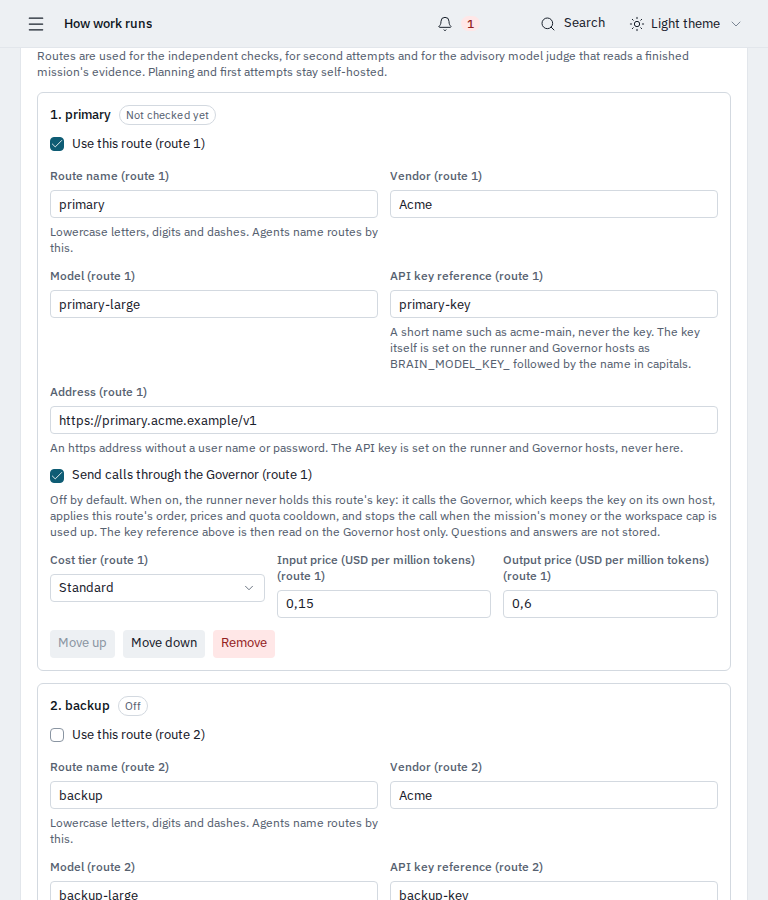 How work runs
1
Search
Light theme
Routes are used for the independent checks, for second attempts and for the advisory model judge that reads a finished
mission's evidence. Planning and first attempts stay self-hosted.
1. primary
Not checked yet
Use this route (route 1)
Route name (route 1)
Vendor (route 1)
primary
Acme
Lowercase letters, digits and dashes. Agents name routes by
this.
Model (route 1)
API key reference (route 1)
primary-large
primary-key
A short name such as acme-main, never the key. The key
itself is set on the runner and Governor hosts as
BRAIN_MODEL_KEY_ followed by the name in capitals.
Address (route 1)
https://primary.acme.example/v1
An https address without a user name or password. The API key is set on the runner and Governor hosts, never here.
Send calls through the Governor (route 1)
Off by default. When on, the runner never holds this route's key: it calls the Governor, which keeps the key on its own host,
applies this route's order, prices and quota cooldown, and stops the call when the mission's money or the workspace cap is
used up. The key reference above is then read on the Governor host only. Questions and answers are not stored.
Cost tier (route 1)
Input price (USD per million tokens)
(route 1)
Output price (USD per million tokens)
(route 1)
Standard
0,15
0,6
Move up
Move down
Remove
2. backup
Off
Use this route (route 2)
Route name (route 2)
Vendor (route 2)
backup
Acme
Lowercase letters, digits and dashes. Agents name routes by
this.
Model (route 2)
API key reference (route 2)
backup-large
backup-key